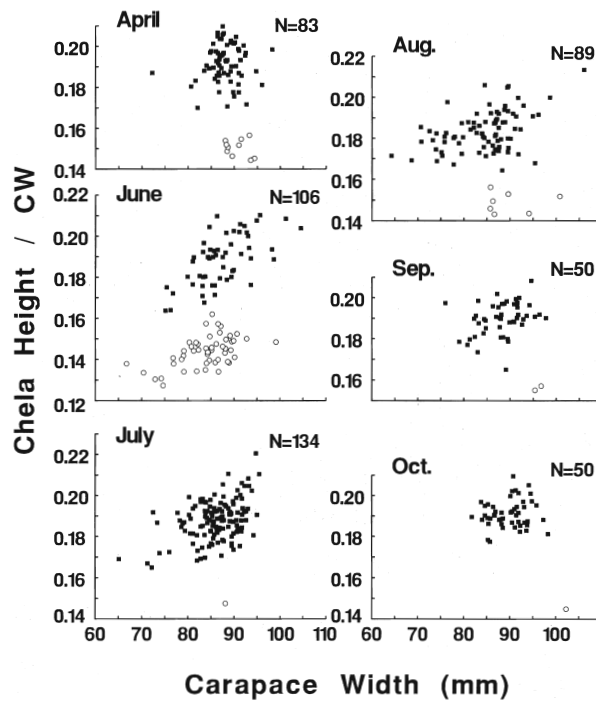 April
N=83
0.20
0.18
0.16
0.14
Aug.
N=89
0.22
0.20
0.18
0.16
0.14
June
N=106
0.22
0.20
0.18
0.16
0.14
0.12
Sep.
N=50
0.20
0.18
0.16
July
N=134
0.22
0.20
0.18
0.16
0.14
Oct.
N=50
0.20
0.18
0.16
0.14
60 70 80 90 100 110
60 80 90 100
Chela Height / CW
Carapace Width (mm)